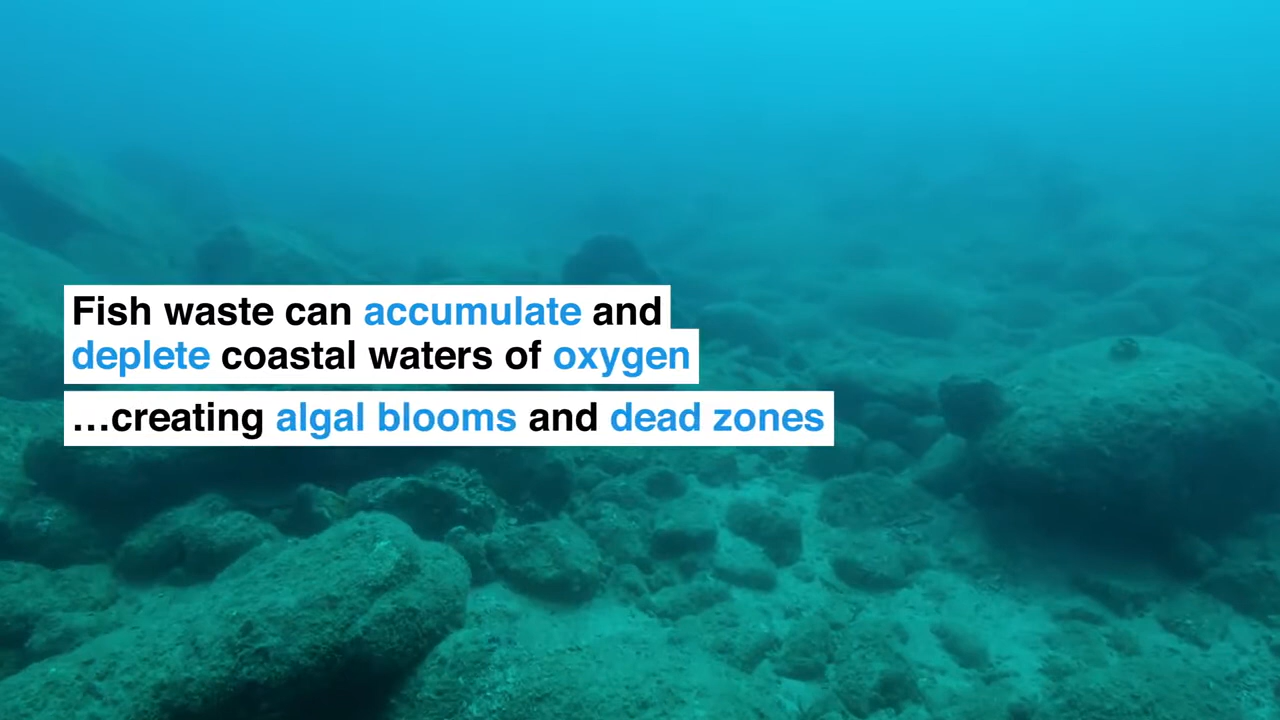 Fish waste can accumulate and
deplete coastal waters of oxygen
…creating algal blooms and dead zones